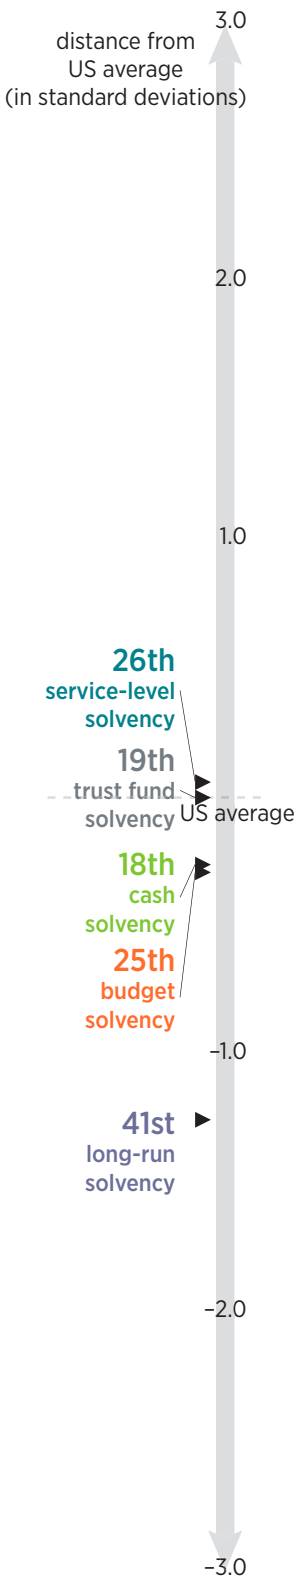 3.0
distance from
US average
(in standard deviations)
2.0
1.0
26th
service-level
solvency
19th
trust fund
solvency
US average
18th
cash
solvency
25th
budget
solvency
–1.0
41st
long-run
solvency
–2.0
–3.0